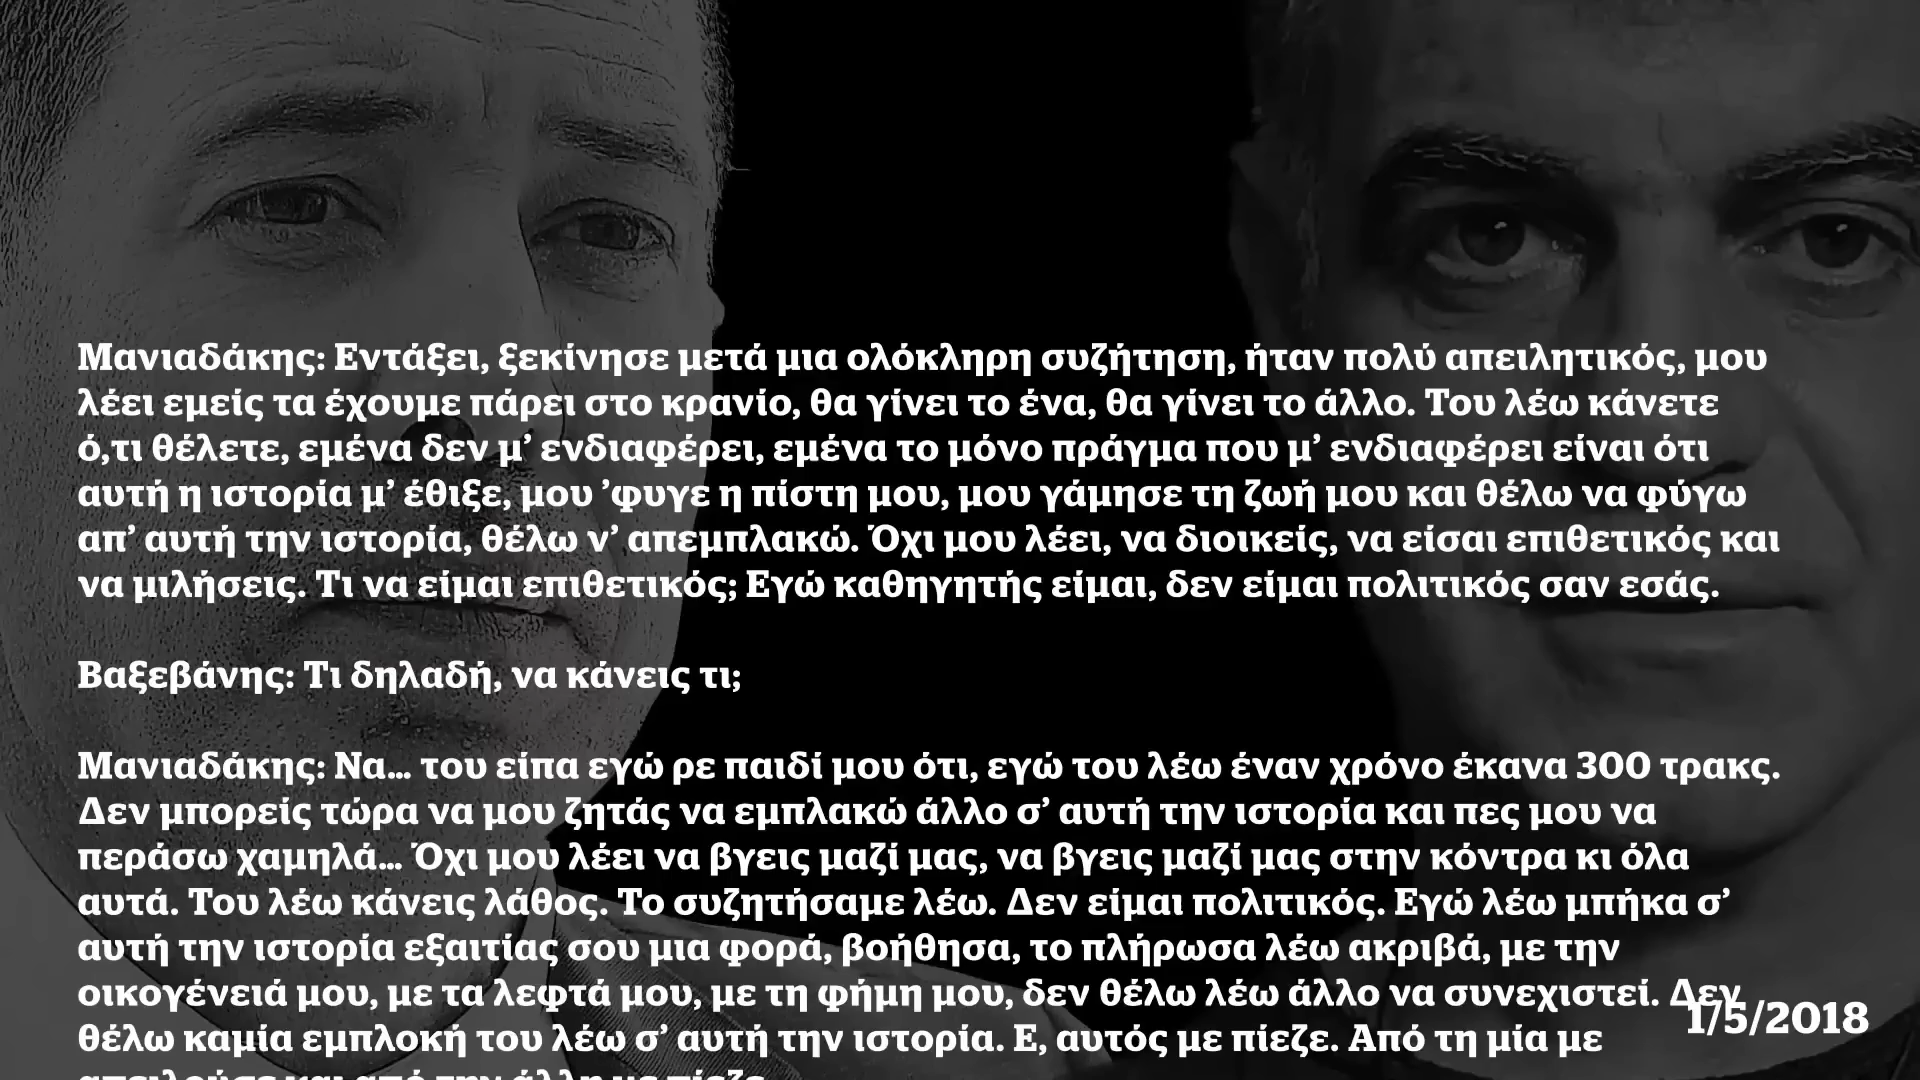 Μανιαδάκης: Εντάξει, ξεκίνησε μετά μια ολόκληρη συζήτηση, ήταν πολύ απειλητικός, μου
λέει εμείς τα έχουμε πάρει στο κρανίο, θα γίνει το ένα, θα γίνει το άλλο. Του λέω κάνετε
ό,τι θέλετε, εμένα δεν μ’ ενδιαφέρει, εμένα το μόνο πράγμα που μ’ ενδιαφέρει είναι ότι
αυτή η ιστορία μ’ έθιξε, μου ’φυγε η πίστη μου, μου γάμησε τη ζωή μου και θέλω να φύγω
απ’ αυτή την ιστορία, θέλω ν’ απεμπλακώ. Όχι μου λέει, να διοικείς, να είσαι επιθετικός και
να μιλήσεις. Τι να είμαι επιθετικός; Εγώ καθηγητής είμαι, δεν είμαι πολιτικός σαν εσάς.
Βαξεβάνης: Τι δηλαδή, να κάνεις τι;
Μανιαδάκης: Να... του είπα εγώ ρε παιδί μου ότι, εγώ του λέω έναν χρόνο έκανα 300 τρακς.
Δεν μπορείς τώρα να μου ζητάς να εμπλακώ άλλο σ’ αυτή την ιστορία και πες μου να
περάσω χαμηλά... Όχι μου λέει να βγεις μαζί μας, να βγεις μαζί μας στην κόντρα κι όλα
αυτά. Του λέω κάνεις λάθος. Το συζητήσαμε λέω. Δεν είμαι πολιτικός. Εγώ λέω μπήκα σ’
αυτή την ιστορία εξαιτίας σου μια φορά, βοήθησα, το πλήρωσα λέω ακριβά, με την
οικογένειά μου, με τα λεφτά μου, με τη φήμη μου, δεν θέλω λέω άλλο να συνεχιστεί. Δεν
θέλω καμία εμπλοκή του λέω σ’ αυτή την ιστορία. Ε, αυτός με πίεζε. Από τη μία με
απειλούσε και από την άλλη με πίεζε
1/5/2018